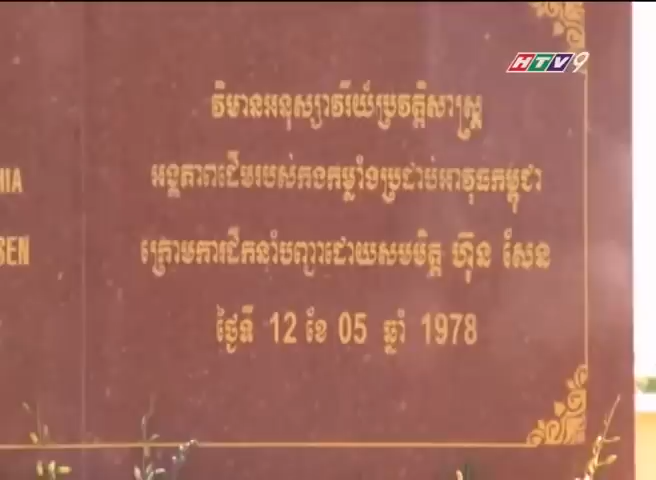 HTV9
វិមានអនុស្សាវរីយ៍ប្រវត្តិសាស្ត្រ
IA
អង្គភាពដើមរបស់កងកម្លាំងប្រដាប់អាវុធកម្ពុជា
SEN
ក្រោមការដឹកនាំបញ្ជាដោយសមមិត្ត ហ៊ុន សែន
ថ្ងៃទី 12 ខែ 05 ឆ្នាំ 1978